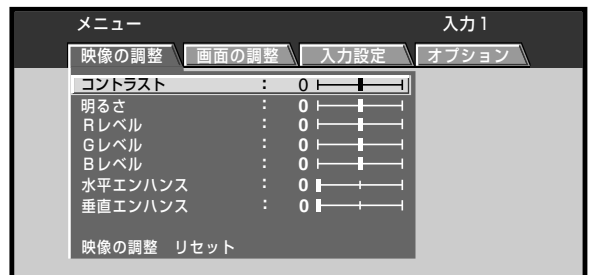 メニュー 入力1
映像の調整 画面の調整 入力設定 オプション
コントラスト : 0
明るさ : 0
Rレベル : 0
Gレベル : 0
Bレベル : 0
水平エンハンス : 0
垂直エンハンス : 0
映像の調整 リセット